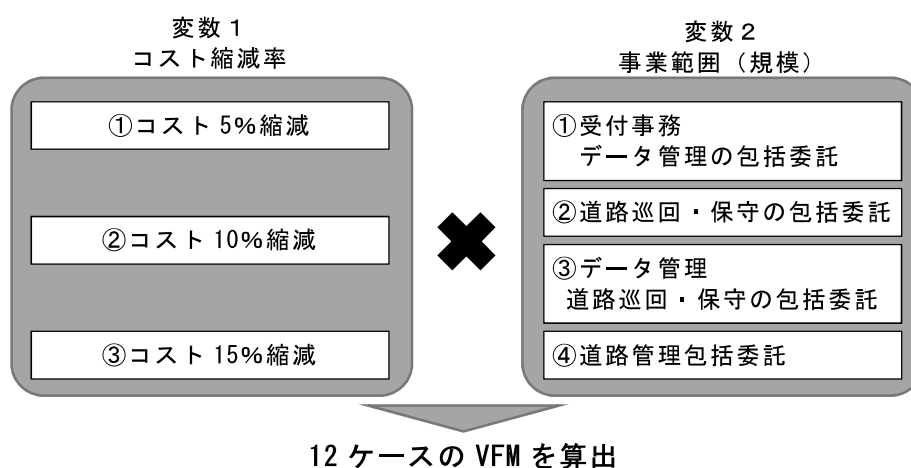 変数１
コスト縮減率
①コスト 5%縮減
②コスト 10%縮減
③コスト 15%縮減
変数２
事業範囲（規模）
①受付事務
データ管理の包括委託
②道路巡回・保守の包括委託
③データ管理
道路巡回・保守の包括委託
④道路管理包括委託
12 ケースの VFM を算出